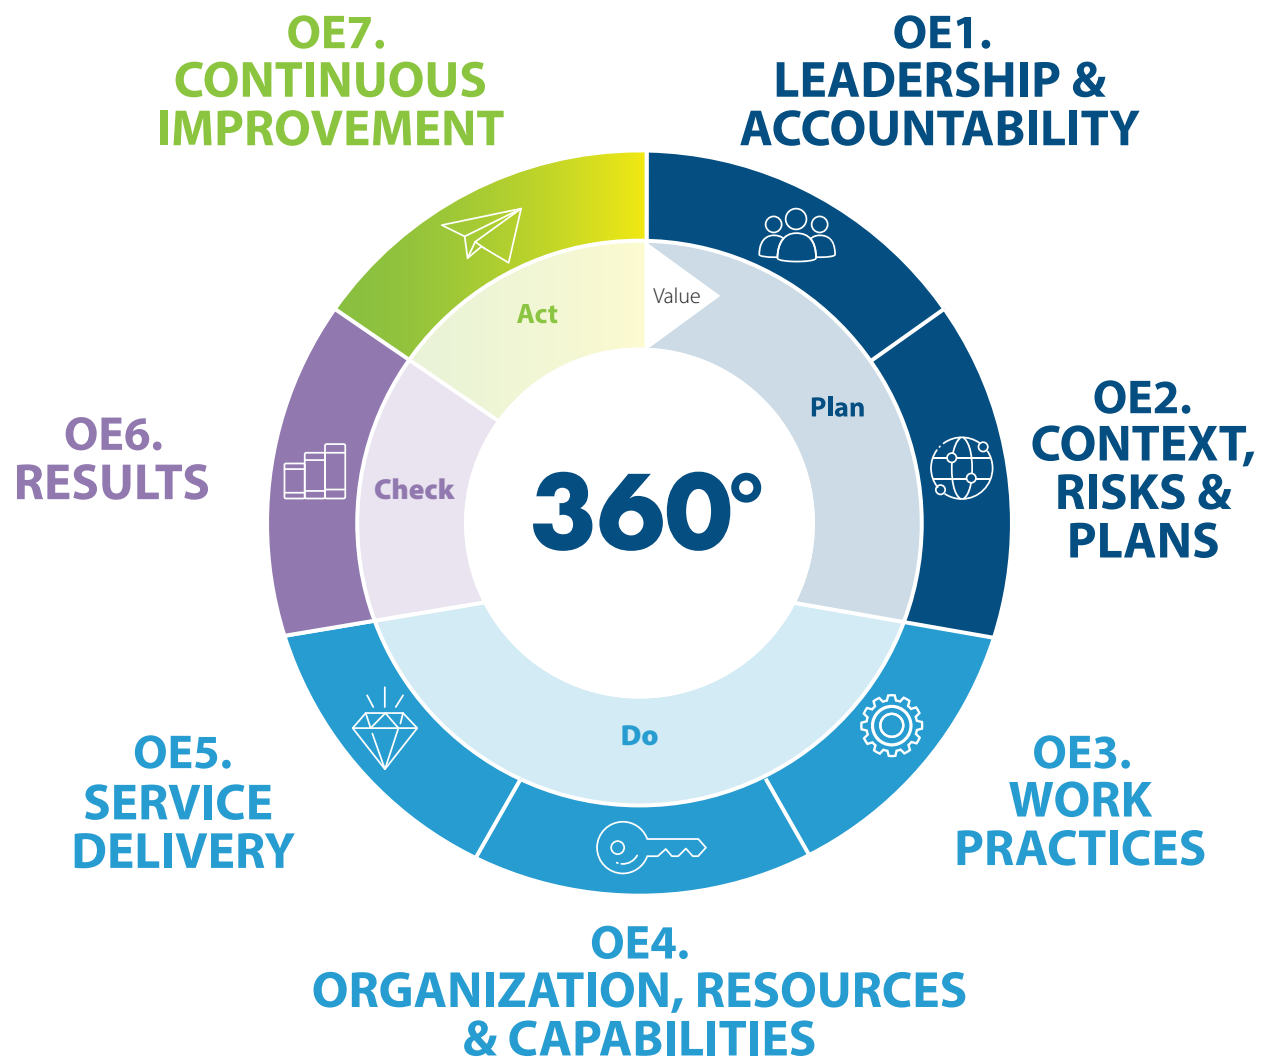 OE7.
CONTINUOUS
IMPROVEMENT
OE1.
LEADERSHIP &
ACCOUNTABILITY
Value
Act
Plan
OE2.
CONTEXT,
RISKS &
PLANS
OE6.
RESULTS
Check
360°
Do
OE5.
SERVICE
DELIVERY
OE3.
WORK
PRACTICES
OE4.
ORGANIZATION, RESOURCES
& CAPABILITIES